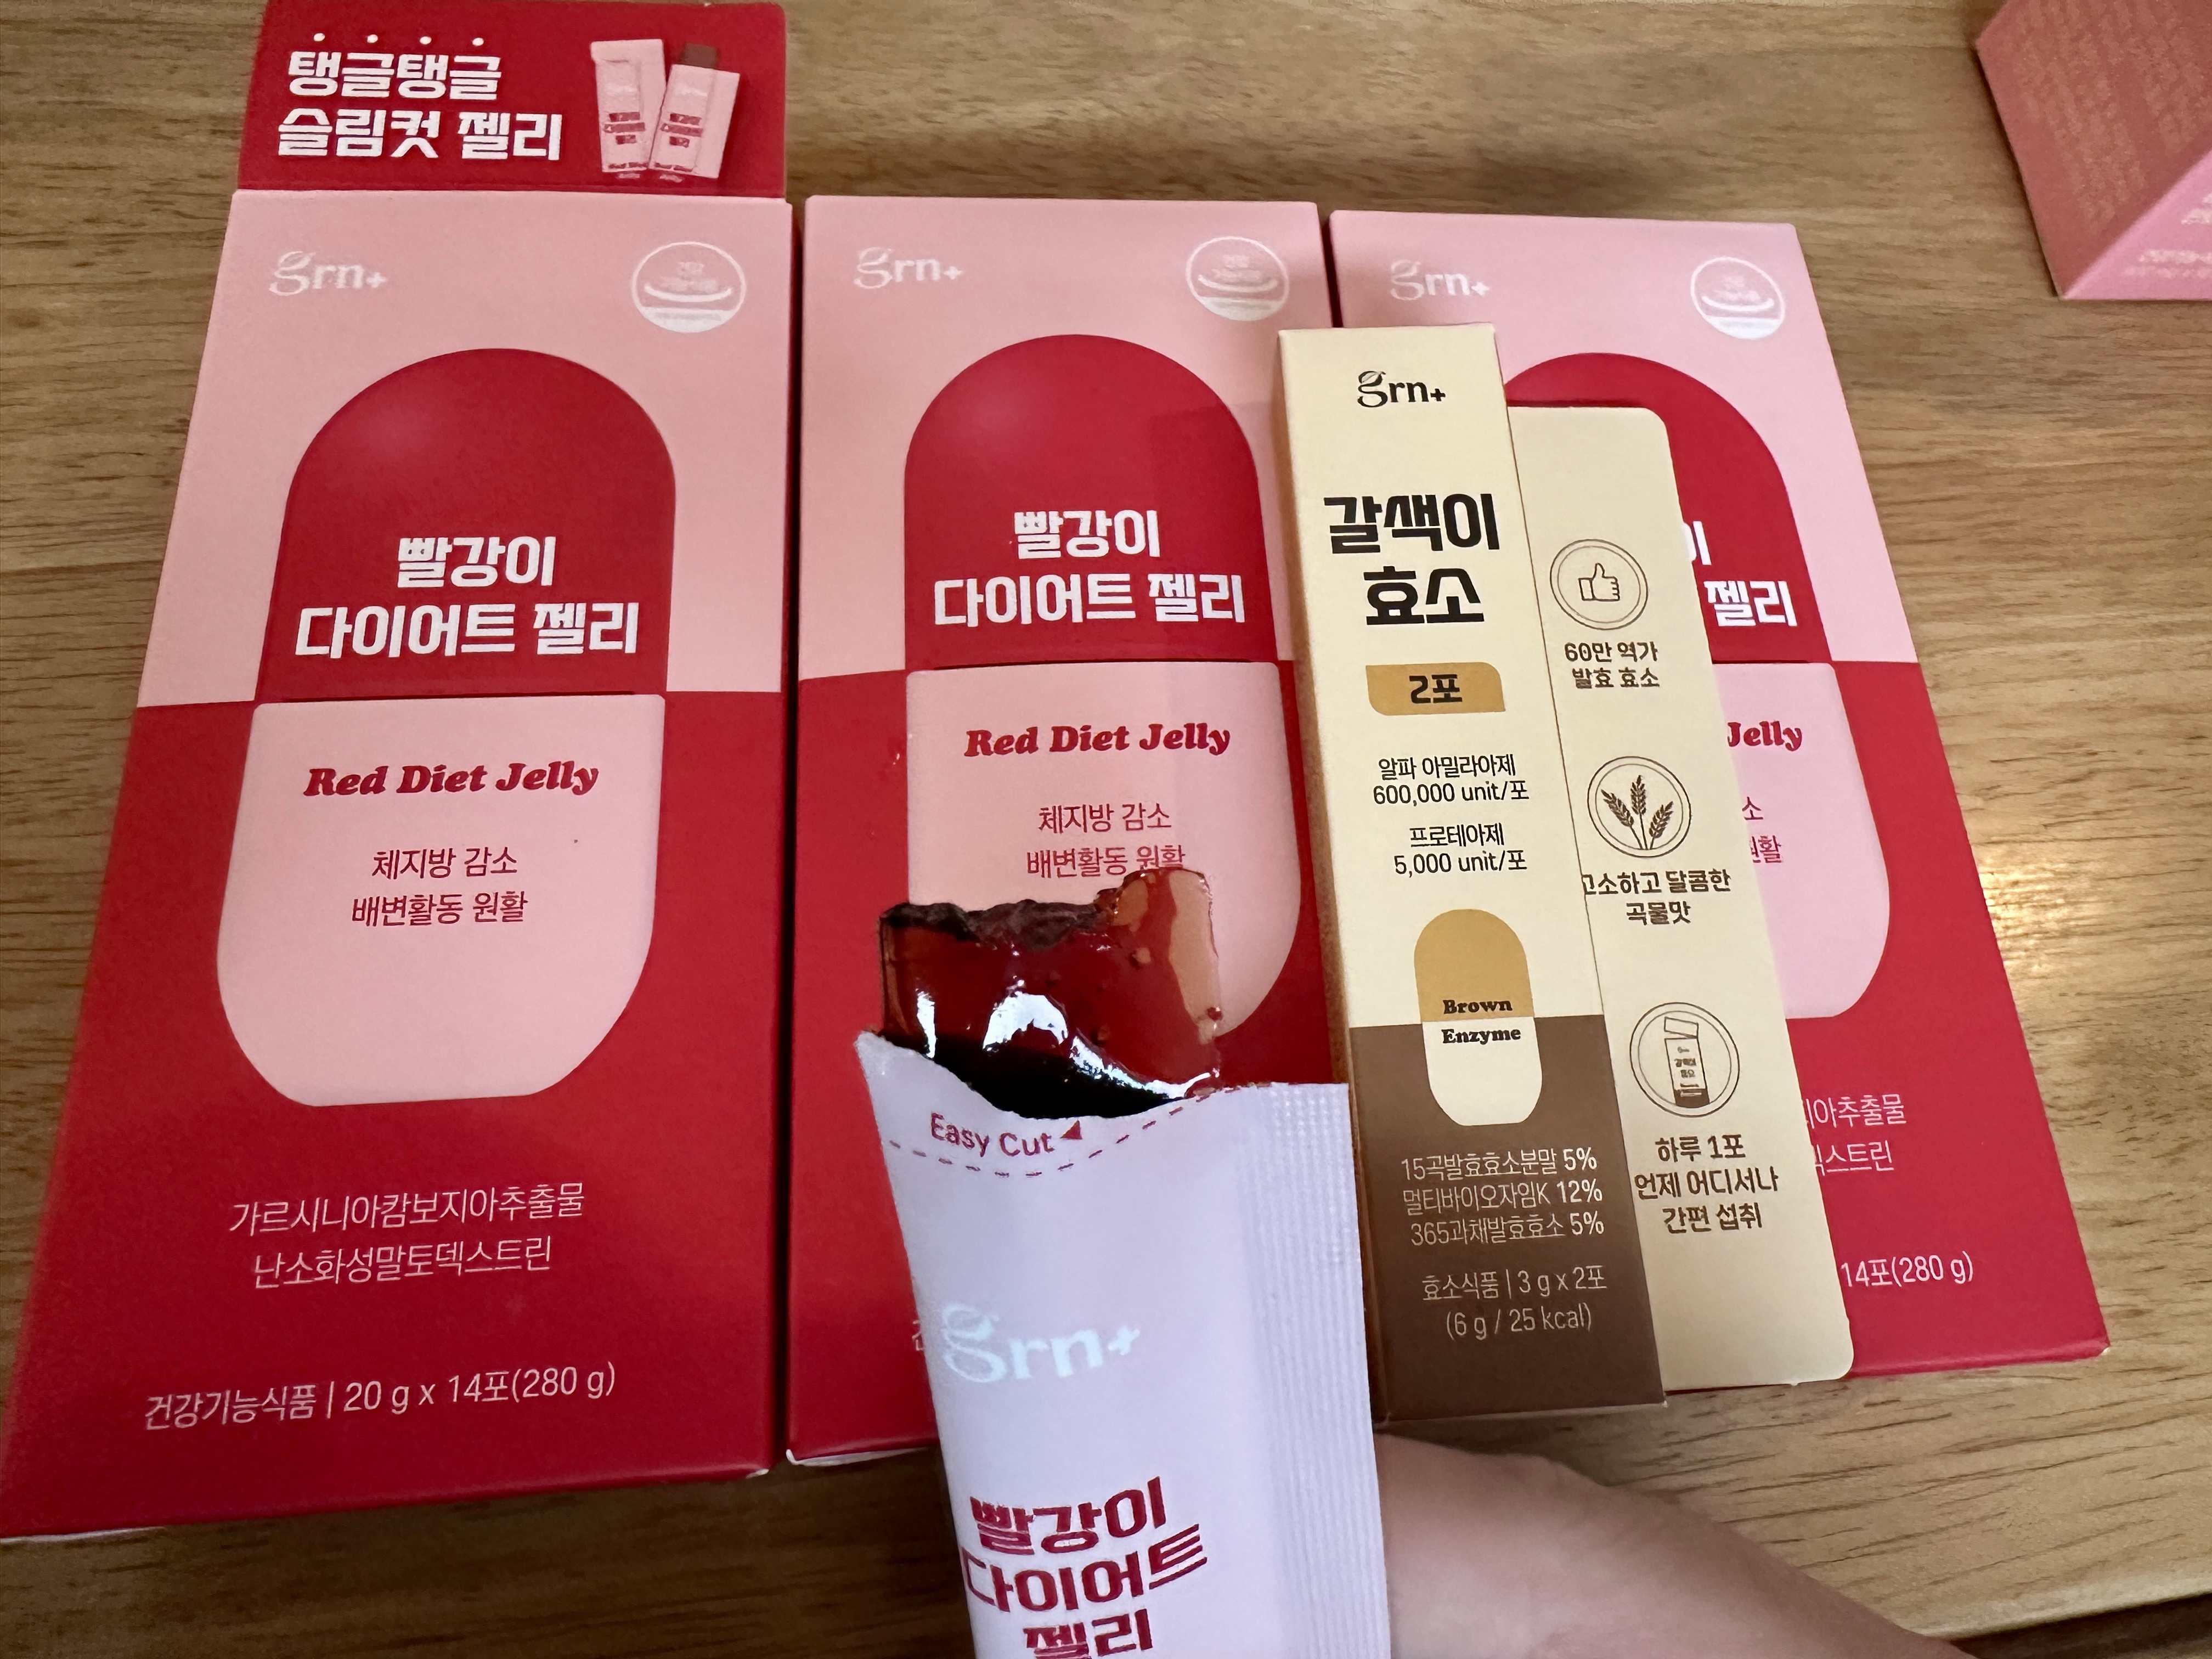 탱글탱글
슬림컷 젤리
grn+
빨강이
다이어트 젤리
Red Diet Jelly
체지방 감소
배변활동 원활
가르시니아캄보지아추출물
난소화성말토덱스트린
건강기능식품 | 20 g x 14포(280 g)
grn+
빨강이
다이어트 젤리
Red Diet Jelly
체지방 감소
배변활동 원활
Easy Cut
grn+
빨강이
다이어트
젤리
grn+
갈색이
효소
2포
알파 아밀라아제
600,000 unit/포
프로테아제
5,000 unit/포
Brown
Enzyme
15곡발효효소분말 5%
멀티바이오자임K 12%
365과채발효효소 5%
효소식품 | 3 g x 2포
(6 g / 25 kcal)
60만 역가
발효 효소
고소하고 달콤한
곡물맛
하루 1포
언제 어디서나
간편 섭취
grn+
젤리
Jelly
14포(280 g)